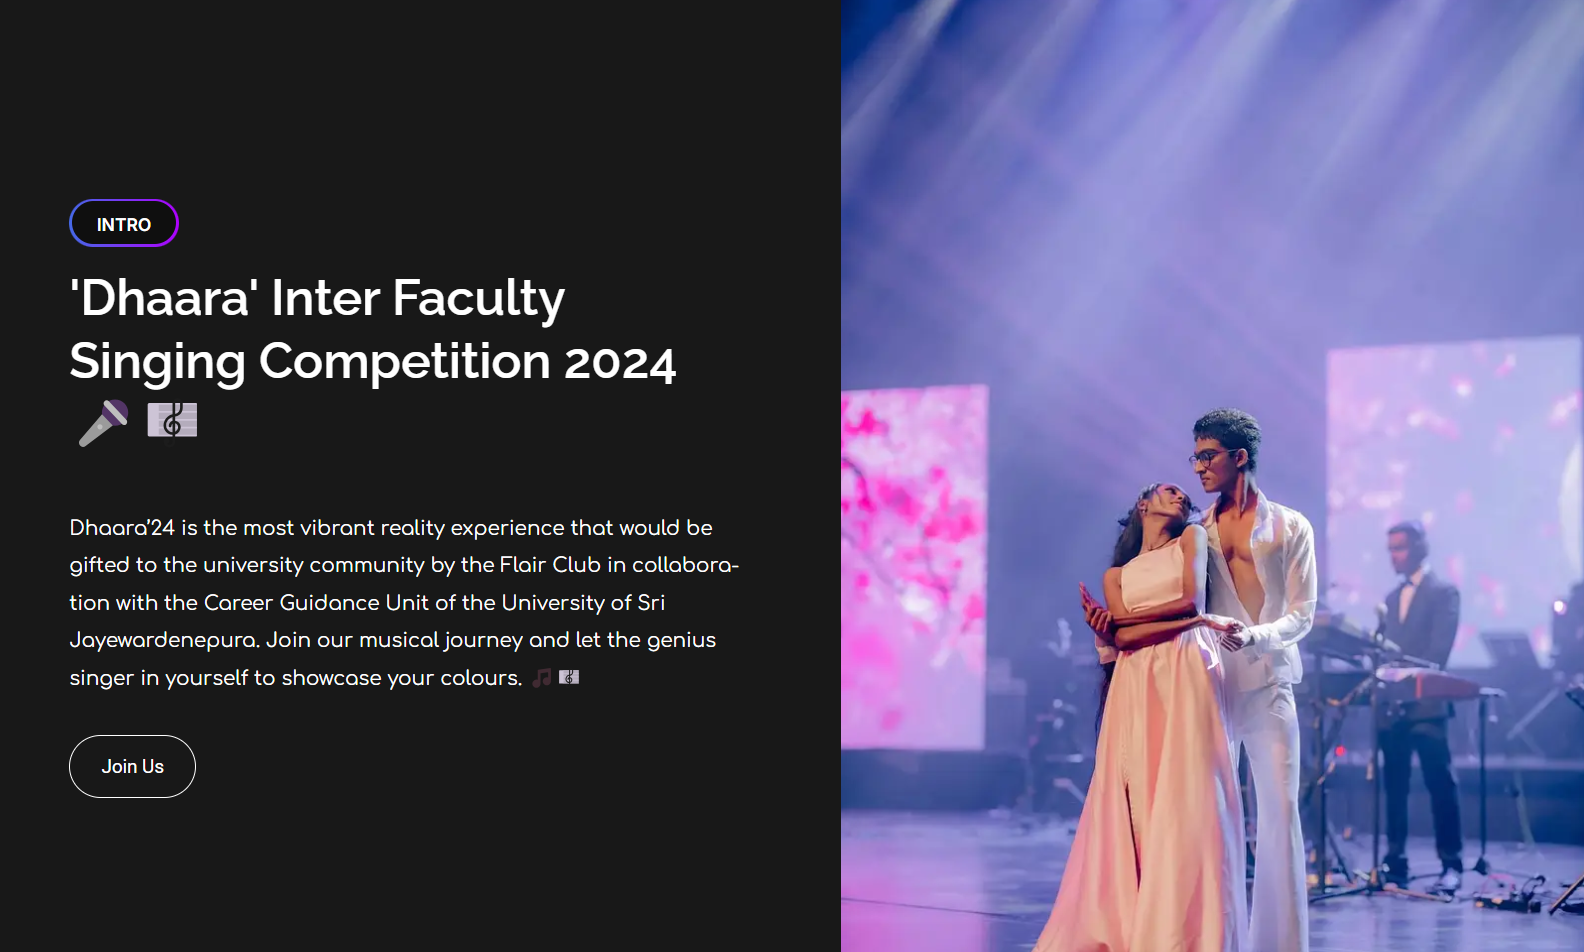 INTRO
'Dhaara' Inter Faculty
Singing Competition 2024
🎤 🎼
Dhaara’24 is the most vibrant reality experience that would be
gifted to the university community by the Flair Club in collabora-
tion with the Career Guidance Unit of the University of Sri
Jayewardenepura. Join our musical journey and let the genius
singer in yourself to showcase your colours. 🎵 🎼
Join Us